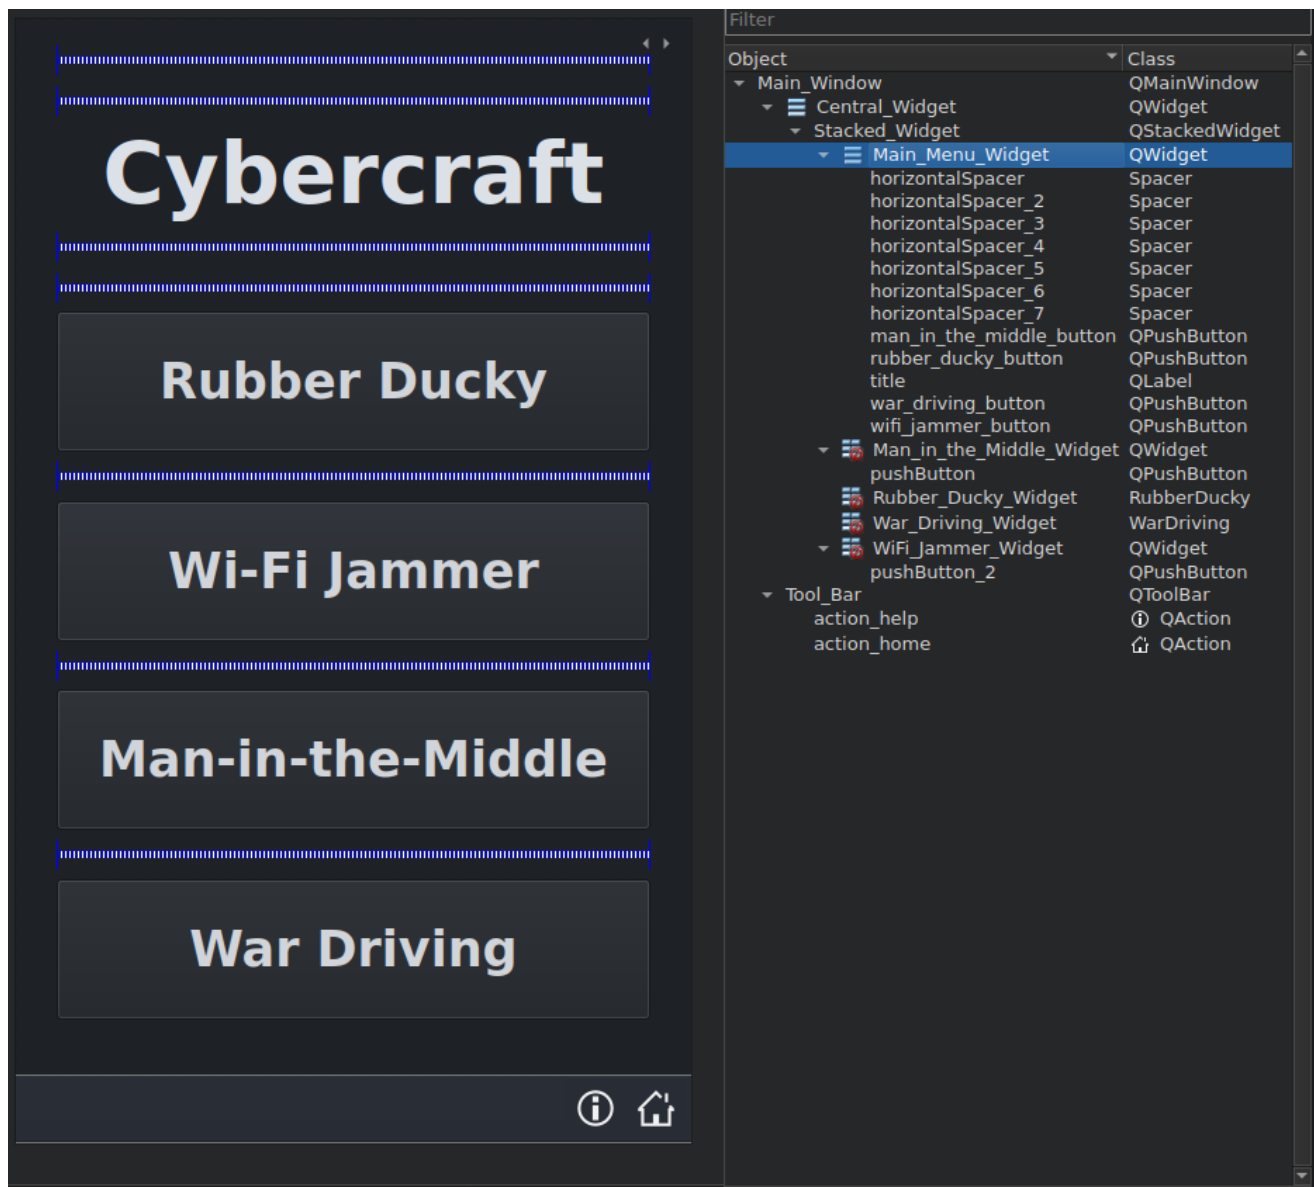 Cybercraft
Rubber Ducky
Wi-Fi Jammer
Man-in-the-Middle
War Driving
Filter
Object Class
Main_Window QMainWindow
Central_Widget QWidget
Stacked_Widget QStackedWidget
Main_Menu_Widget QWidget
horizontalSpacer Spacer
horizontalSpacer_2 Spacer
horizontalSpacer_3 Spacer
horizontalSpacer_4 Spacer
horizontalSpacer_5 Spacer
horizontalSpacer_6 Spacer
horizontalSpacer_7 Spacer
man_in_the_middle_button QPushButton
rubber_ducky_button QPushButton
title QLabel
war_driving_button QPushButton
wifi_jammer_button QPushButton
Man_in_the_Middle_Widget QWidget
pushButton QPushButton
Rubber_Ducky_Widget RubberDucky
War_Driving_Widget WarDriving
WiFi_Jammer_Widget QWidget
pushButton_2 QPushButton
Tool_Bar QToolBar
action_help QAction
action_home QAction